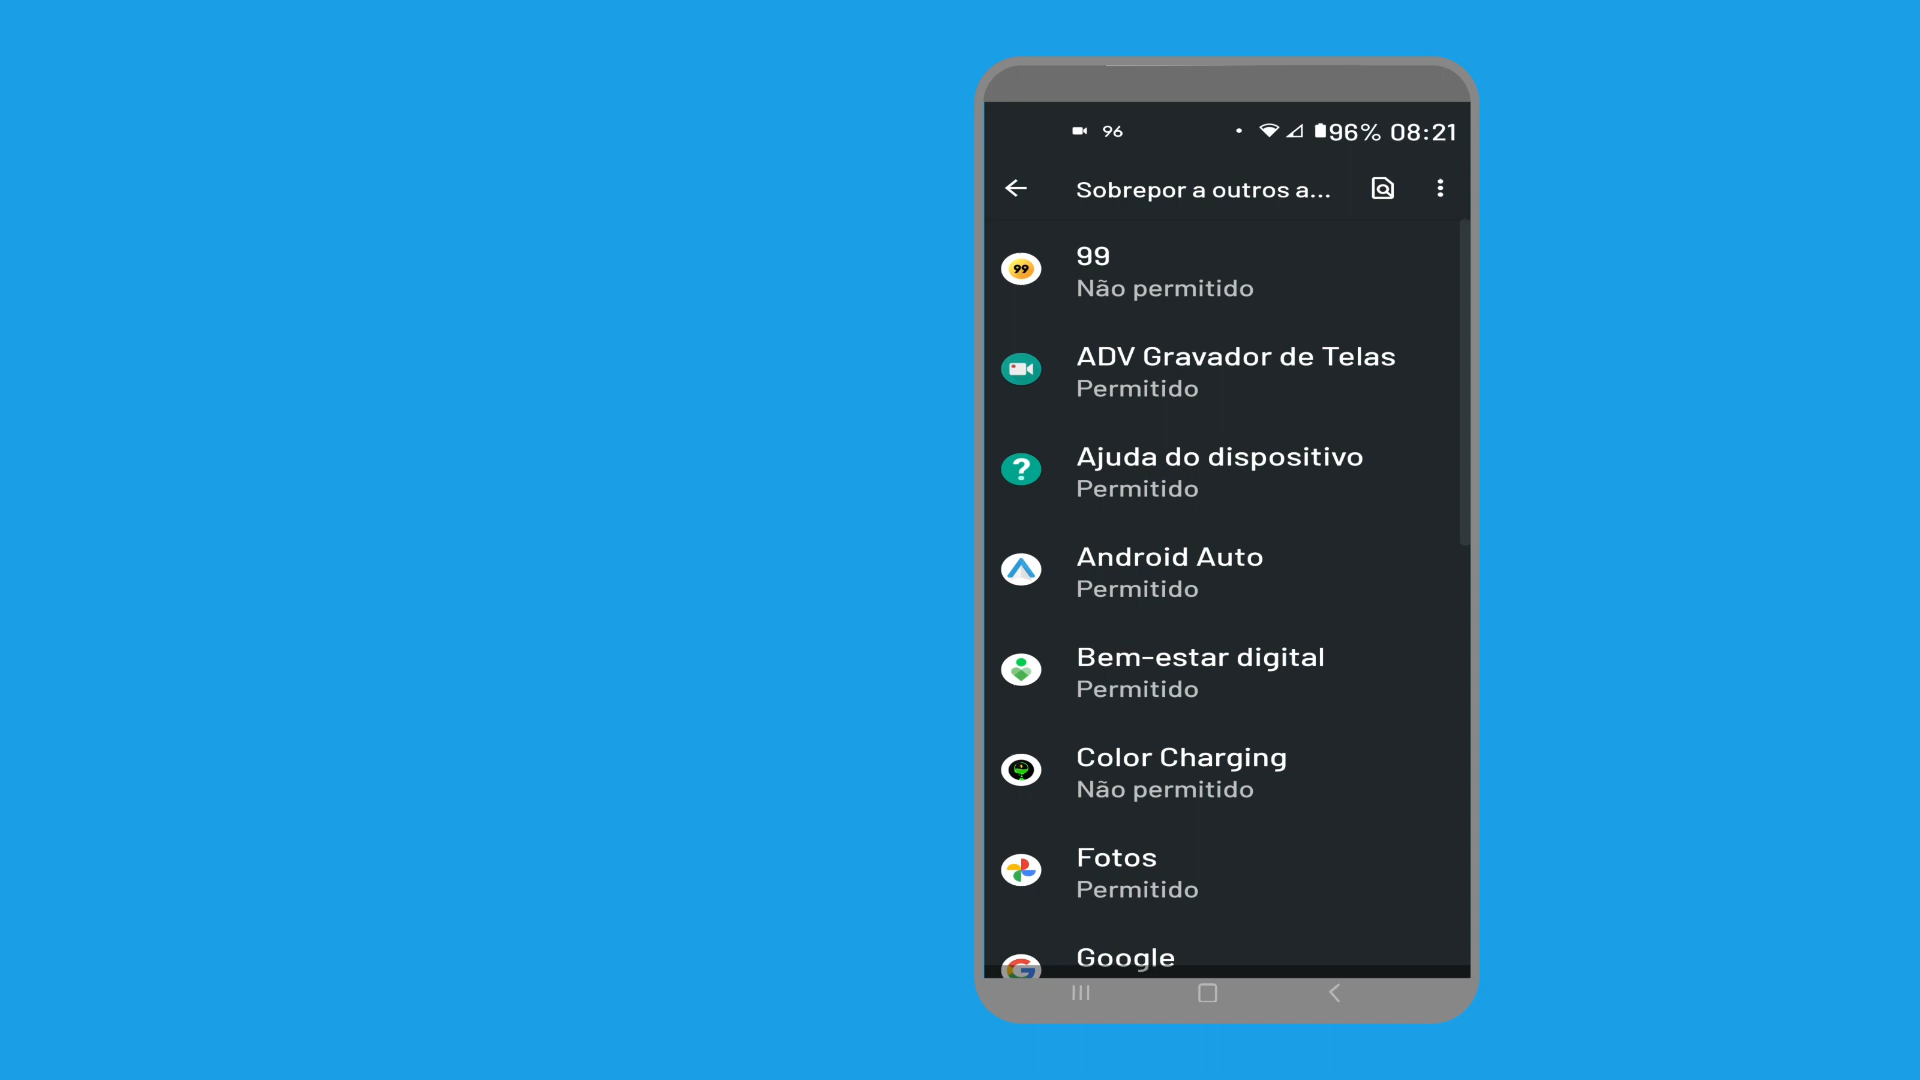 96
96% 08:21
Sobrepor a outros a...
99
99
Não permitido
ADV Gravador de Telas
Permitido
?
Ajuda do dispositivo
Permitido
Android Auto
Permitido
Bem-estar digital
Permitido
Color Charging
Não permitido
Fotos
Permitido
G
Google